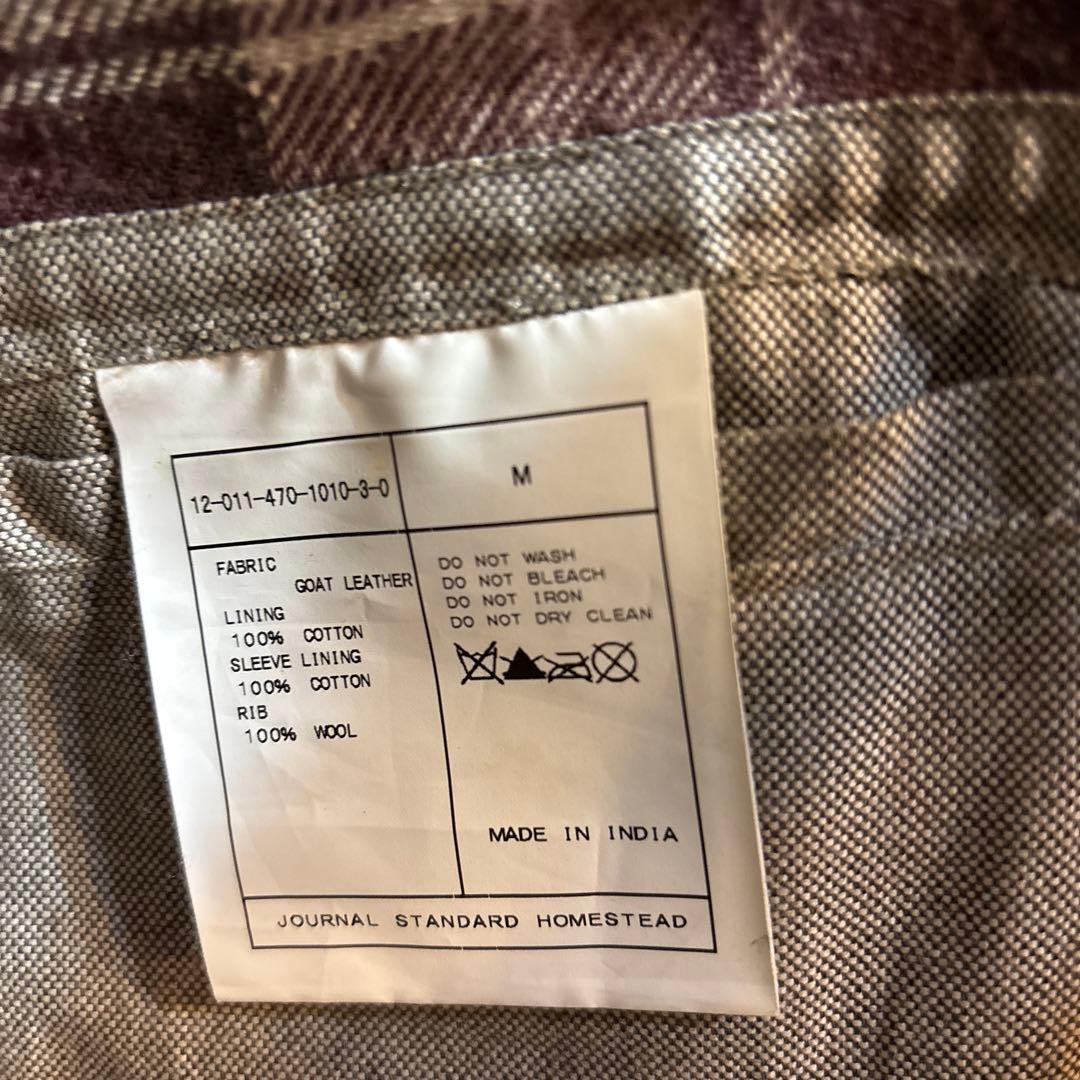 12-011-470-1010-3-0
M
FABRIC
GOAT LEATHER
LINING
100% COTTON
SLEEVE LINING
100% COTTON
RIB
100% WOOL
DO NOT WASH
DO NOT BLEACH
DO NOT IRON
DO NOT DRY CLEAN
MADE IN INDIA
JOURNAL STANDARD HOMESTEAD